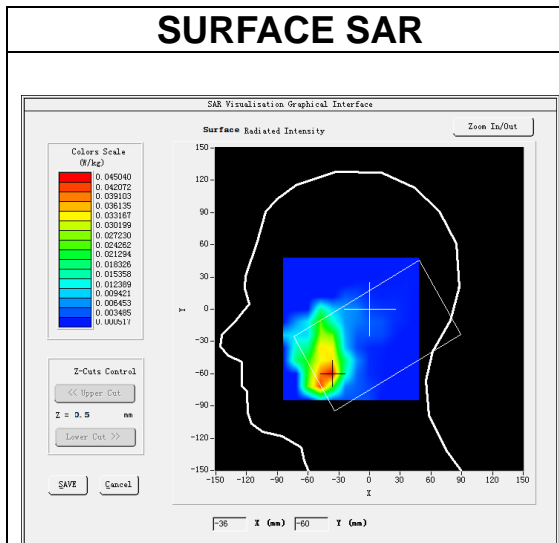 SURFACE SAR
SAR Visualisation Graphical Interface
Surface Radiated Intensity
Zoom In/Out
Colors Scale
(W/kg)
0.045040
0.042072
0.039103
0.036135
0.033167
0.030199
0.027230
0.024262
0.021294
0.018326
0.015358
0.012389
0.009421
0.006453
0.003485
0.000517
Z-Cuts Control
<< Upper Cut
Z = 0.5 mm
Lower Cut >>
SAVE Cancel
150
120
90
60
30
0
-30
-60
-90
-120
-150
Y
-150 -120 -90 -60 -30 0 30 60 90 120 150
X
-36 X (mm) -60 Y (mm)